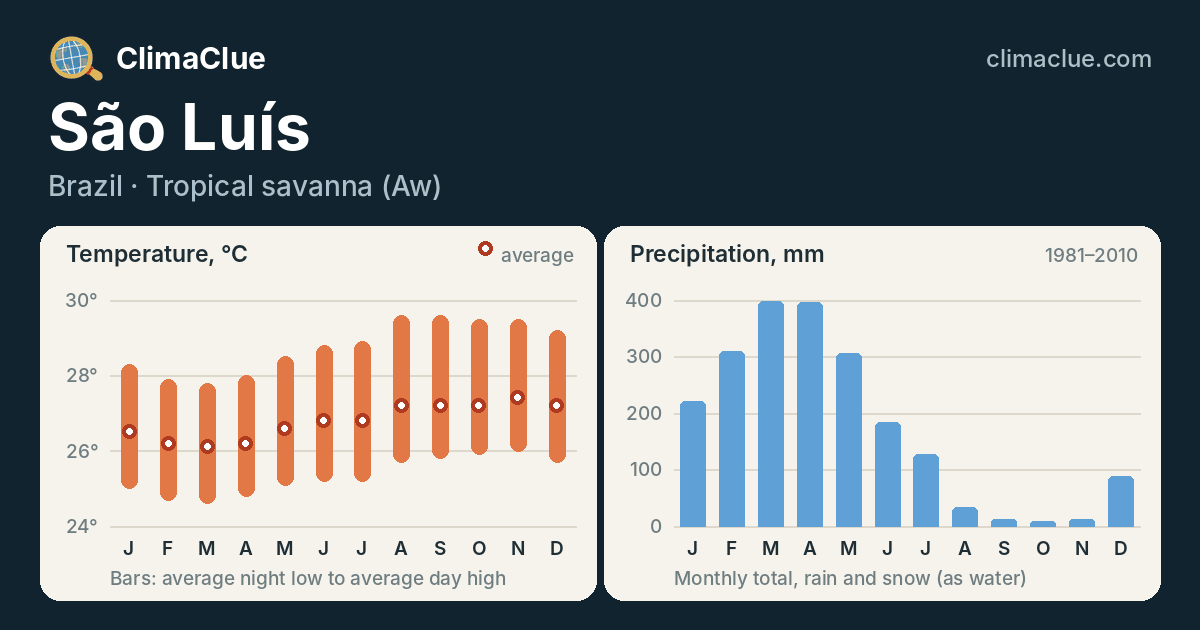 ClimaClue
climaclue.com
São Luís
Brazil · Tropical savanna (Aw)
Temperature, °C
average
30°
28°
26°
24°
J F M A M J J A S O N D
Bars: average night low to average day high
Precipitation, mm
1981–2010
400
300
200
100
0
J F M A M J J A S O N D
Monthly total, rain and snow (as water)